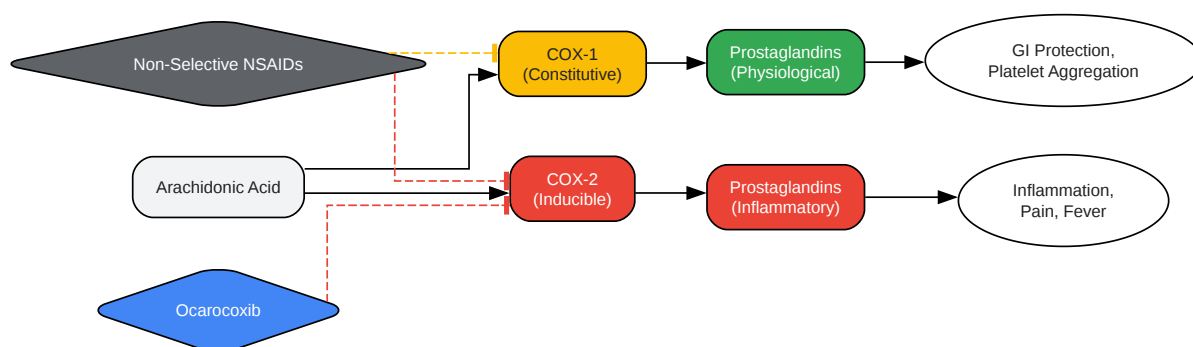 Non-Selective NSAIDs
COX-1
(Constitutive)
Prostaglandins
(Physiological)
GI Protection,
Platelet Aggregation
Arachidonic Acid
COX-2
(Inducible)
Prostaglandins
(Inflammatory)
Inflammation,
Pain, Fever
Ocarocoxib